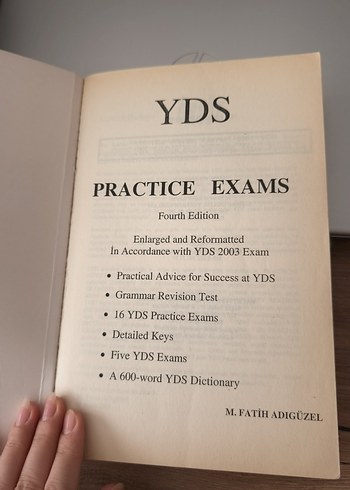 YDS
PRACTICE EXAMS
Fourth Edition
Enlarged and Reformatted
İn Accordance with YDS 2003 Exam
• Practical Advice for Success at YDS
• Grammar Revision Test
• 16 YDS Practice Exams
• Detailed Keys
• Five YDS Exams
• A 600-word YDS Dictionary
M. FATİH ADIGÜZEL